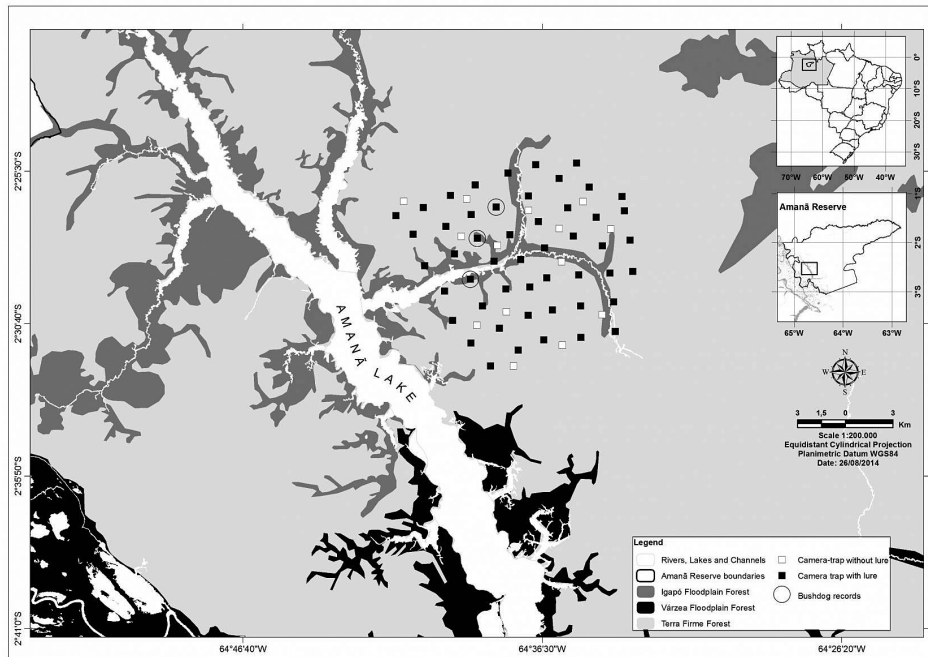 64°46'40"W
64°36'30"W
64°26'20"W
2°25'30"S
2°30'40"S
2°35'50"S
2°41'0"S
AMANÃ LAKE
0°
10°S
20°S
30°S
70°W
60°W
50°W
40°W
Amanã Reserve
1°S
2°S
3°S
65°W
64°W
63°W
N
W
E
S
3
1,5
0
3
Km
Scale 1:200.000
Equidistant Cylindrical Projection
Planimetric Datum WGS84
Date: 26/08/2014
Legend
Rivers, Lakes and Channels
Amanã Reserve boundaries
Igapó Floodplain Forest
Várzea Floodplain Forest
Terra Firme Forest
Camera-trap without lure
Camera trap with lure
Bushdog records